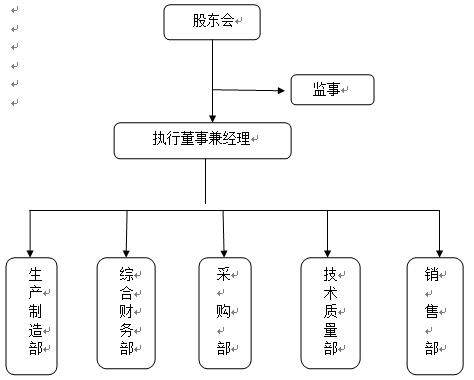 股东会
监事
执行董事兼经理
生产制造部
综合财务部
采购部
技术质量部
销售部